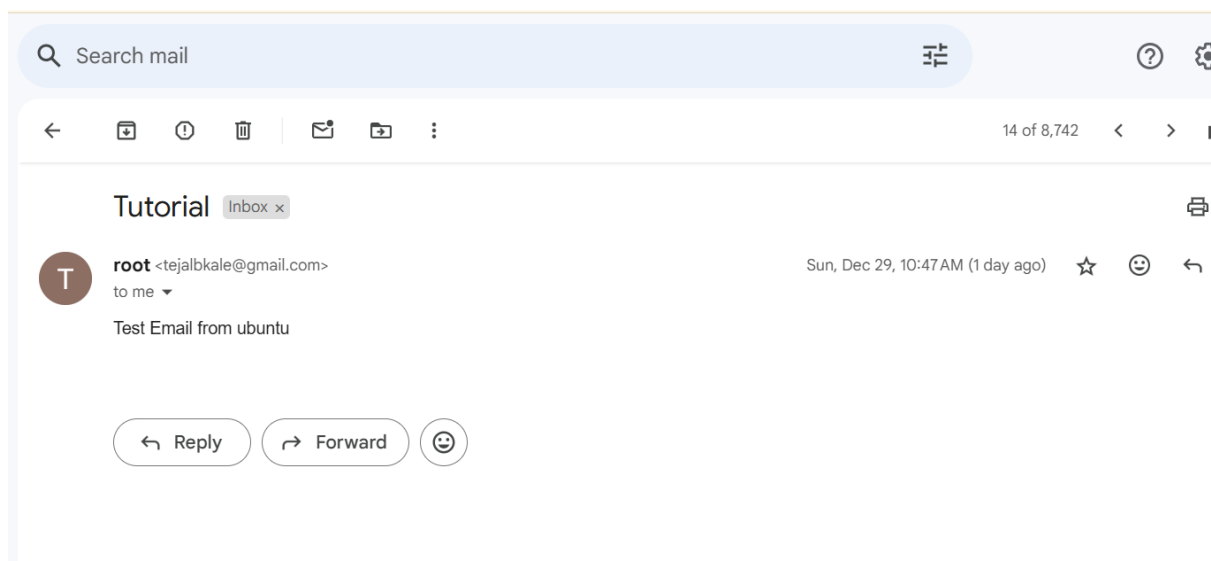 Search mail
14 of 8,742
Tutorial Inbox ×
root <tejalbkale@gmail.com> Sun, Dec 29, 10:47 AM (1 day ago)
to me
T
Test Email from ubuntu
Reply Forward